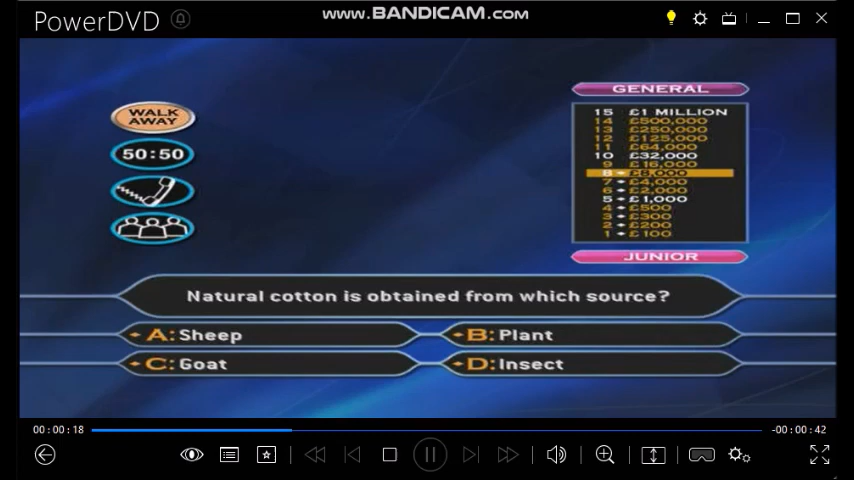 PowerDVD
www.BANDICAM.com
WALK
AWAY
50:50
GENERAL
15 £1 MILLION
14 £500,000
13 £250,000
12 £125,000
11 £64,000
10 £32,000
9 £16,000
8 £8,000
7 £4,000
6 £2,000
5 £1,000
4 £500
3 £300
2 £200
1 £100
JUNIOR
Natural cotton is obtained from which source?
A: Sheep
B: Plant
C: Goat
D: Insect
00:00:18
-00:00:42